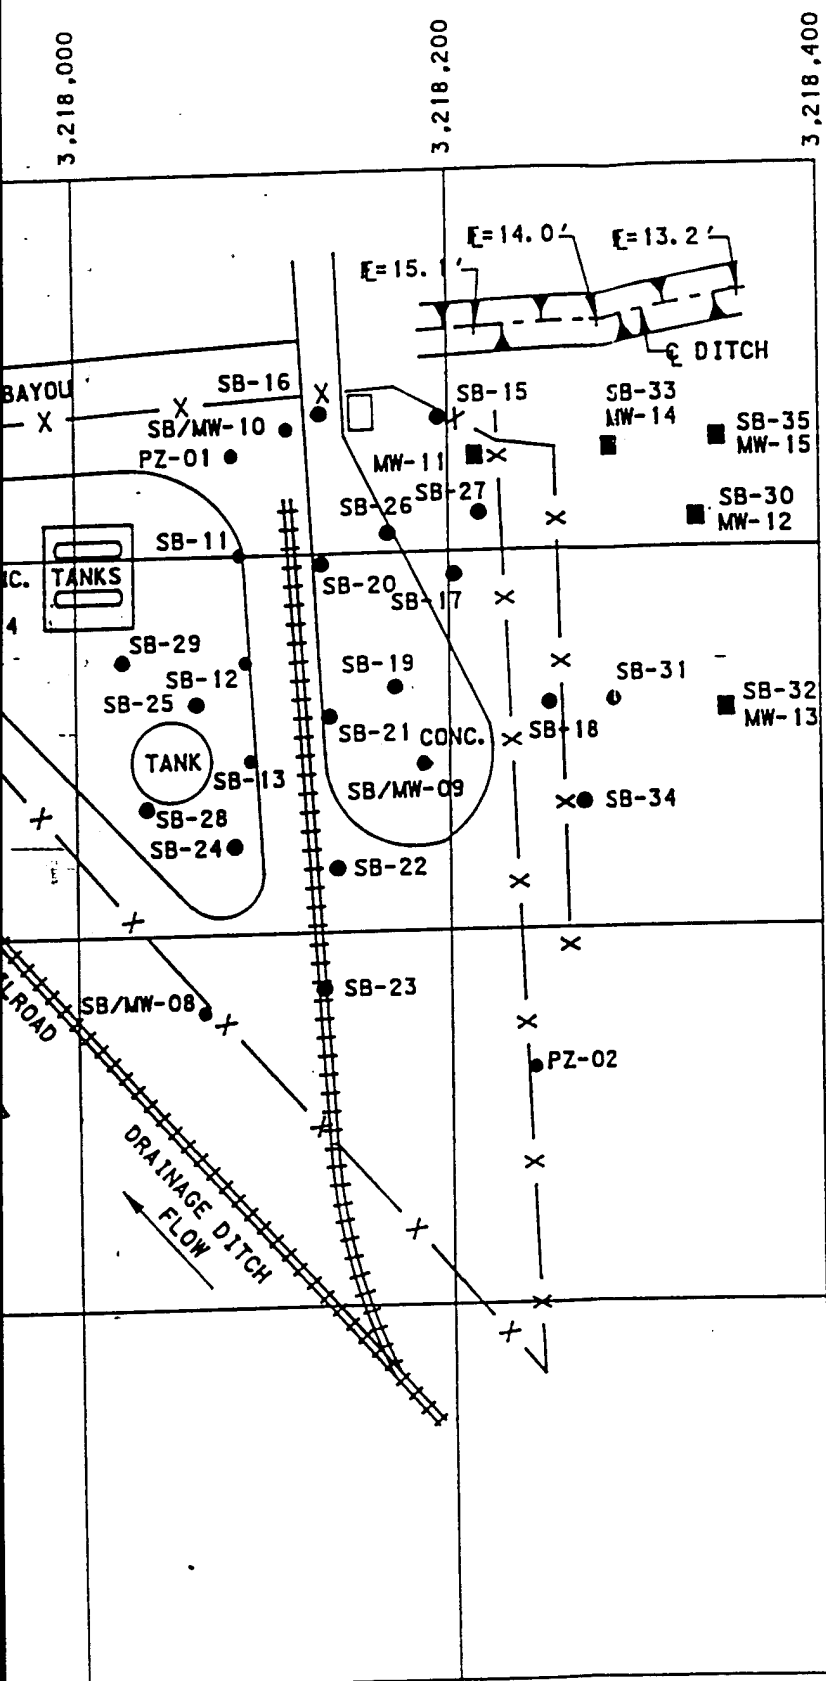 3,218,000
3,218,200
3,218,400
E=14.0'
E=13.2'
E=15.1'
℄ DITCH
BAYOU
SB-16
SB-15
SB-33
MW-14
SB/MW-10
SB-35
MW-15
PZ-01
MW-11
SB-27
SB-26
SB-30
MW-12
SB-11
C.
TANKS
SB-20
SB-17
4
SB-29
SB-12
SB-19
SB-31
SB-25
SB-32
MW-13
SB-21
CONC.
SB-18
TANK
SB-13
SB/MW-09
SB-34
SB-28
SB-24
SB-22
SB-23
SB/MW-08
LROAD
PZ-02
DRAINAGE DITCH
FLOW